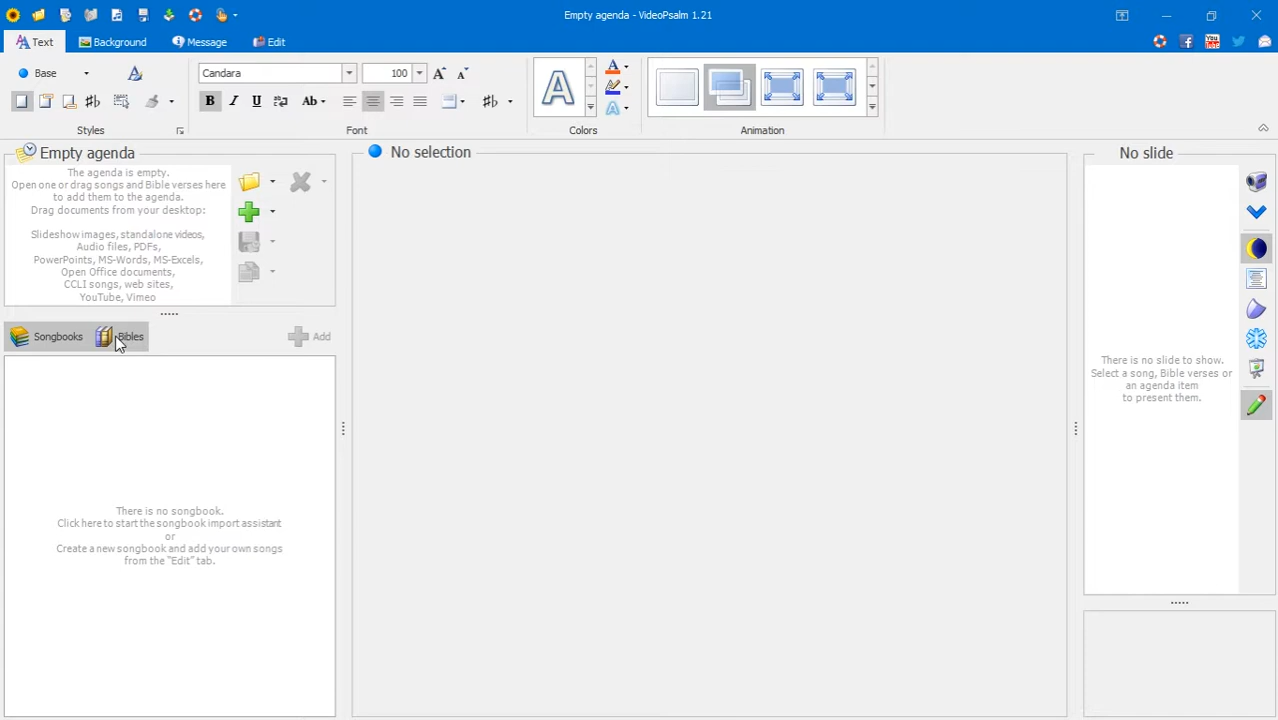 Empty agenda - VideoPsalm 1.21
Text
Background
Message
Edit
Base
Candara
100
B I U Ab
Styles
Font
Colors
Animation
Empty agenda
The agenda is empty.
Open one or drag songs and Bible verses here
to add them to the agenda.
Drag documents from your desktop:
Slideshow images, standalone videos,
Audio files, PDFs,
PowerPoints, MS-Words, MS-Excels,
Open Office documents,
CCLI songs, web sites,
YouTube, Vimeo
Songbooks
Bibles
Add
There is no songbook.
Click here to start the songbook import assistant
or
Create a new songbook and add your own songs
from the "Edit" tab.
No selection
No slide
There is no slide to show.
Select a song, Bible verses or
an agenda item
to present them.